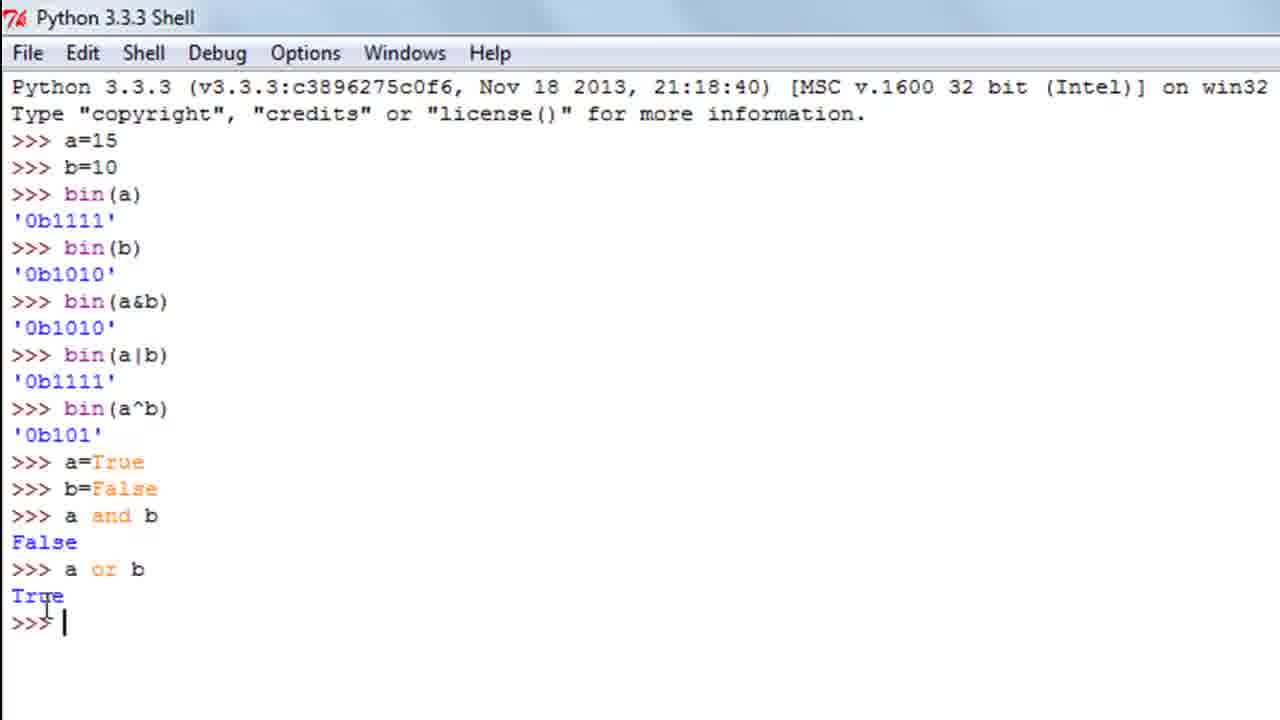 Python 3.3.3 Shell
File Edit Shell Debug Options Windows Help
Python 3.3.3 (v3.3.3:c3896275c0f6, Nov 18 2013, 21:18:40) [MSC v.1600 32 bit (Intel)] on win32
Type "copyright", "credits" or "license()" for more information.
>>> a=15
>>> b=10
>>> bin(a)
'0b1111'
>>> bin(b)
'0b1010'
>>> bin(a&b)
'0b1010'
>>> bin(a|b)
'0b1111'
>>> bin(a^b)
'0b101'
>>> a=True
>>> b=False
>>> a and b
False
>>> a or b
True
>>>